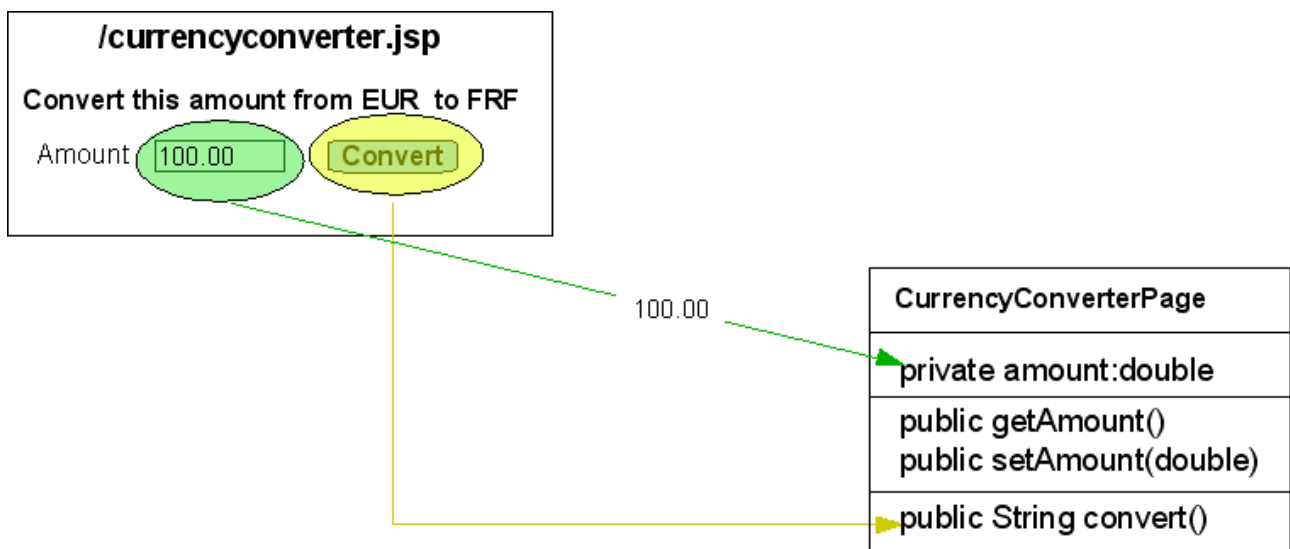 /currencyconverter.jsp
Convert this amount from EUR to FRF
Amount 100.00 Convert
100.00
CurrencyConverterPage
private amount:double
public getAmount()
public setAmount(double)
public String convert()